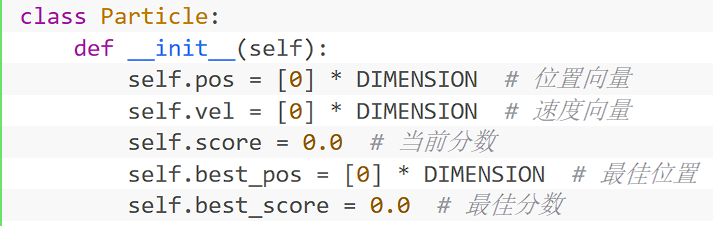 class Particle:
    def __init__(self):
        self.pos = [0] * DIMENSION  # 位置向量
        self.vel = [0] * DIMENSION  # 速度向量
        self.score = 0.0  # 当前分数
        self.best_pos = [0] * DIMENSION  # 最佳位置
        self.best_score = 0.0  # 最佳分数